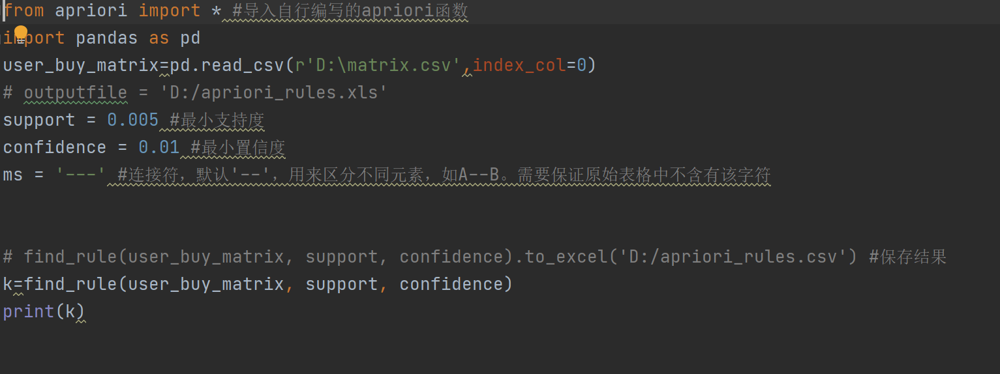 from apriori import * #导入自行编写的apriori函数
import pandas as pd
user_buy_matrix=pd.read_csv(r'D:\matrix.csv',index_col=0)
# outputfile = 'D:/apriori_rules.xls'
support = 0.005 #最小支持度
confidence = 0.01 #最小置信度
ms = '---' #连接符，默认'--'，用来区分不同元素，如A--B。需要保证原始表格中不含有该字符
# find_rule(user_buy_matrix, support, confidence).to_excel('D:/apriori_rules.csv') #保存结果
k=find_rule(user_buy_matrix, support, confidence)
print(k)